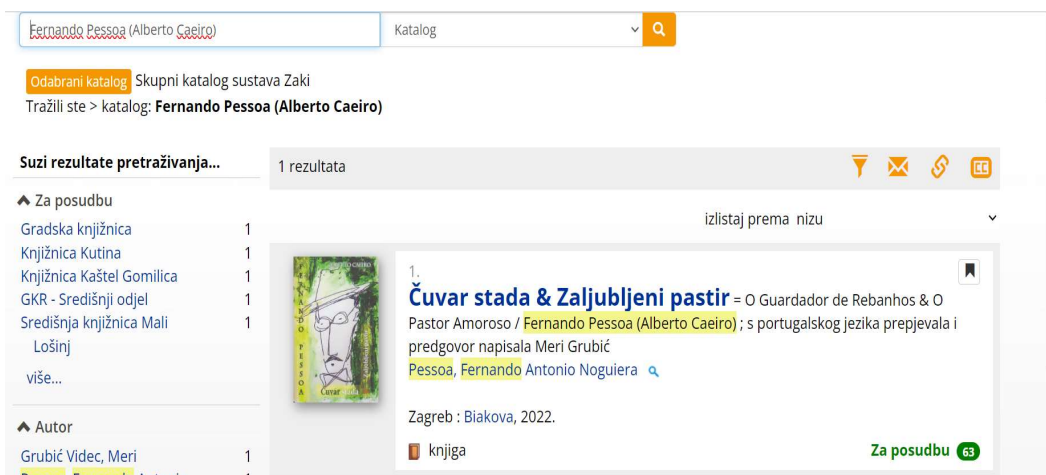 Fernando Pessoa (Alberto Caeiro)
Katalog
Odabrani katalog Skupni katalog sustava Zaki
Tražili ste > katalog: Fernando Pessoa (Alberto Caeiro)
Suzi rezultate pretraživanja...
Za posudbu
Gradska knjižnica 1
Knjižnica Kutina 1
Knjižnica Kaštel Gomilica 1
GKR - Središnji odjel 1
Središnja knjižnica Mali 1
Lošinj
više...
Autor
Grubić Videc, Meri 1
1 rezultata
CC
izlistaj prema nizu
FERNANDO PESSOA
Čuvar
1.
Čuvar stada & Zaljubljeni pastir = O Guardador de Rebanhos & O
Pastor Amoroso / Fernando Pessoa (Alberto Caeiro) ; s portugalskog jezika prepjevala i
predgovor napisala Meri Grubić
Pessoa, Fernando Antonio Noguiera
Zagreb : Biakova, 2022.
knjiga
Za posudbu 63